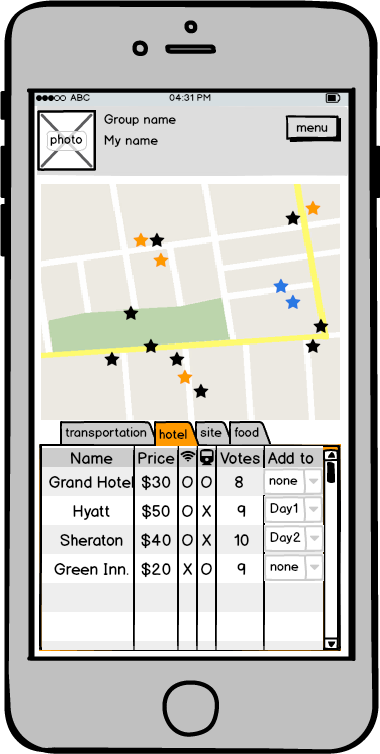 ABC 04:31 PM
Group name
photo
My name
menu
transportation hotel site food
Name Price Votes Add to
Grand Hotel $30 O O 8 none
Hyatt $50 O X 9 Day1
Sheraton $40 O X 10 Day2
Green Inn. $20 X O 9 none